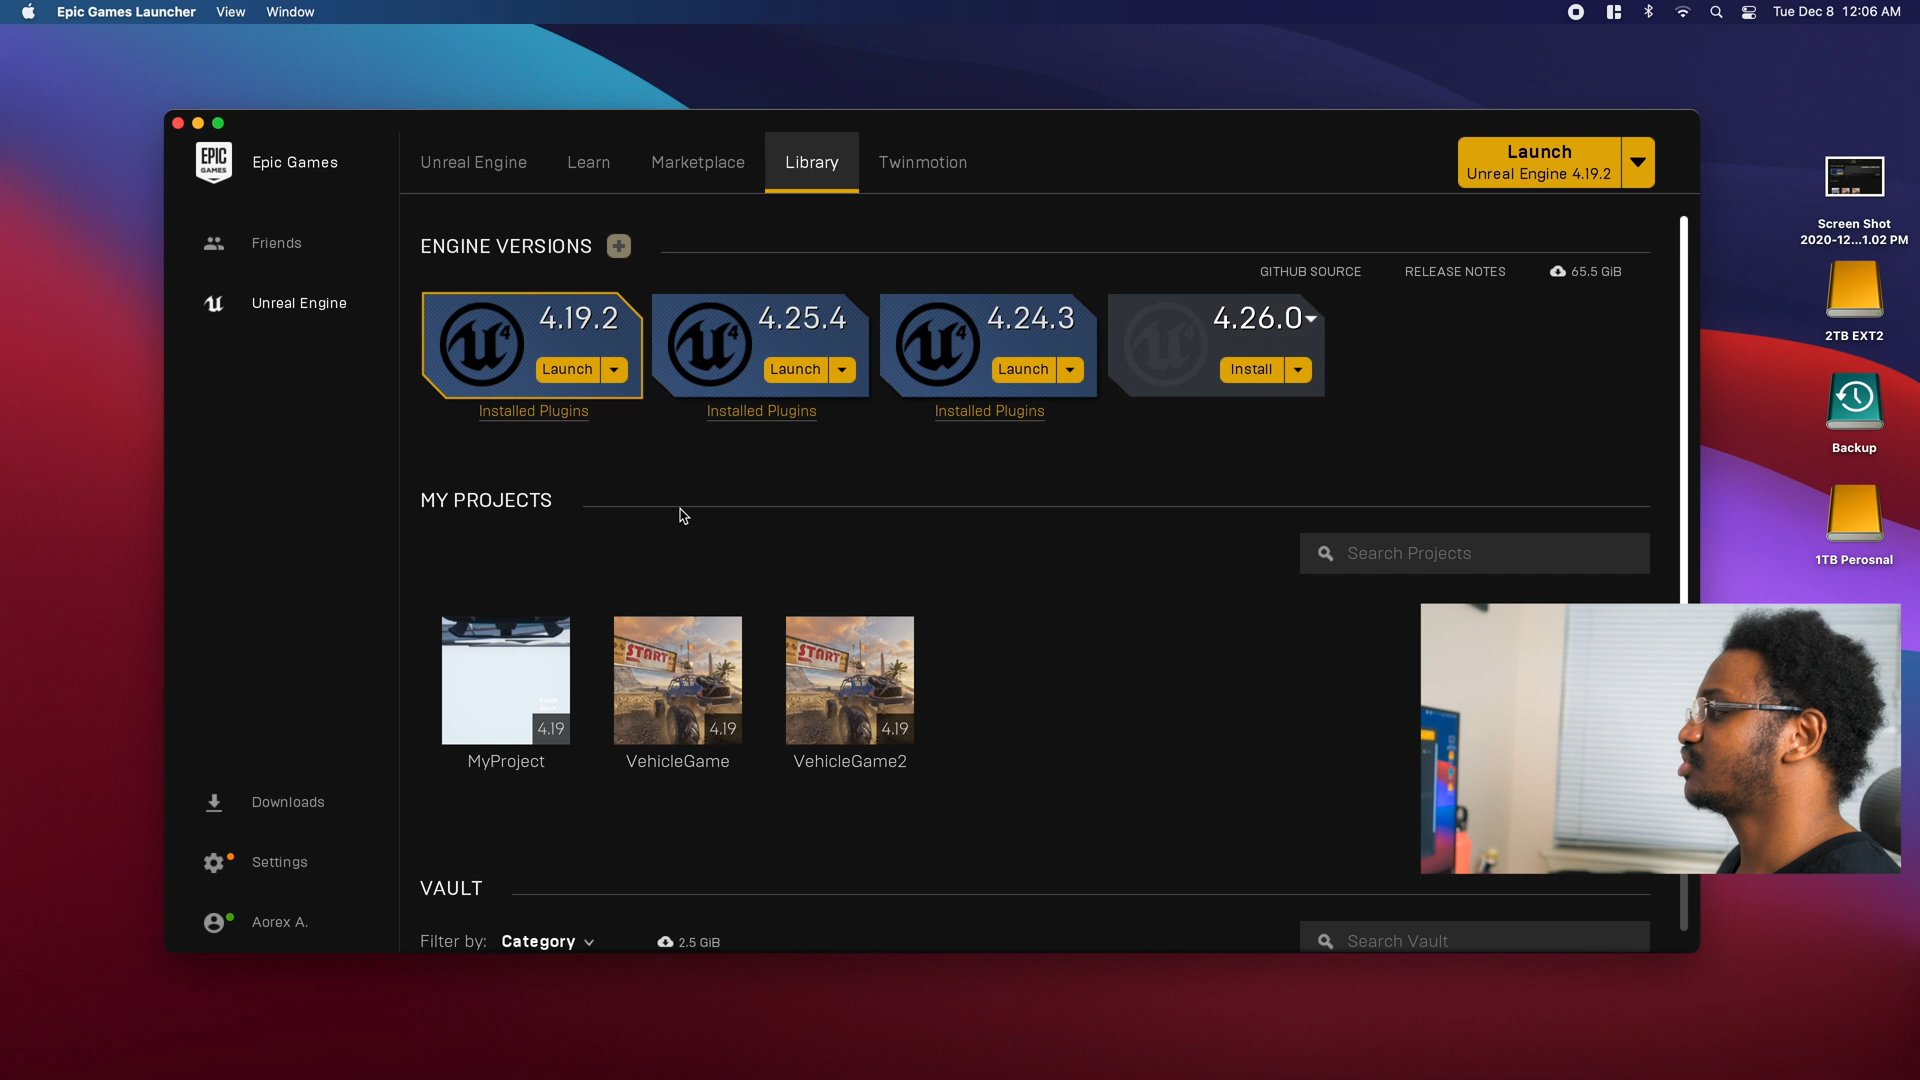 Epic Games Launcher View Window
Tue Dec 8 12:06 AM
EPIC GAMES
Epic Games
Unreal Engine Learn Marketplace Library Twinmotion
Launch
Unreal Engine 4.19.2
Friends
Unreal Engine
Downloads
Settings
Aorex A.
ENGINE VERSIONS
GITHUB SOURCE RELEASE NOTES 65.5 GiB
4.19.2 4.25.4 4.24.3 4.26.0
Launch Launch Launch Install
Installed Plugins Installed Plugins Installed Plugins
MY PROJECTS
Search Projects
START START
4.19 4.19 4.19
MyProject VehicleGame VehicleGame2
VAULT
Filter by: Category 2.5 GiB
Search Vault
Screen Shot
2020-12...1.02 PM
2TB EXT2
Backup
1TB Perosnal